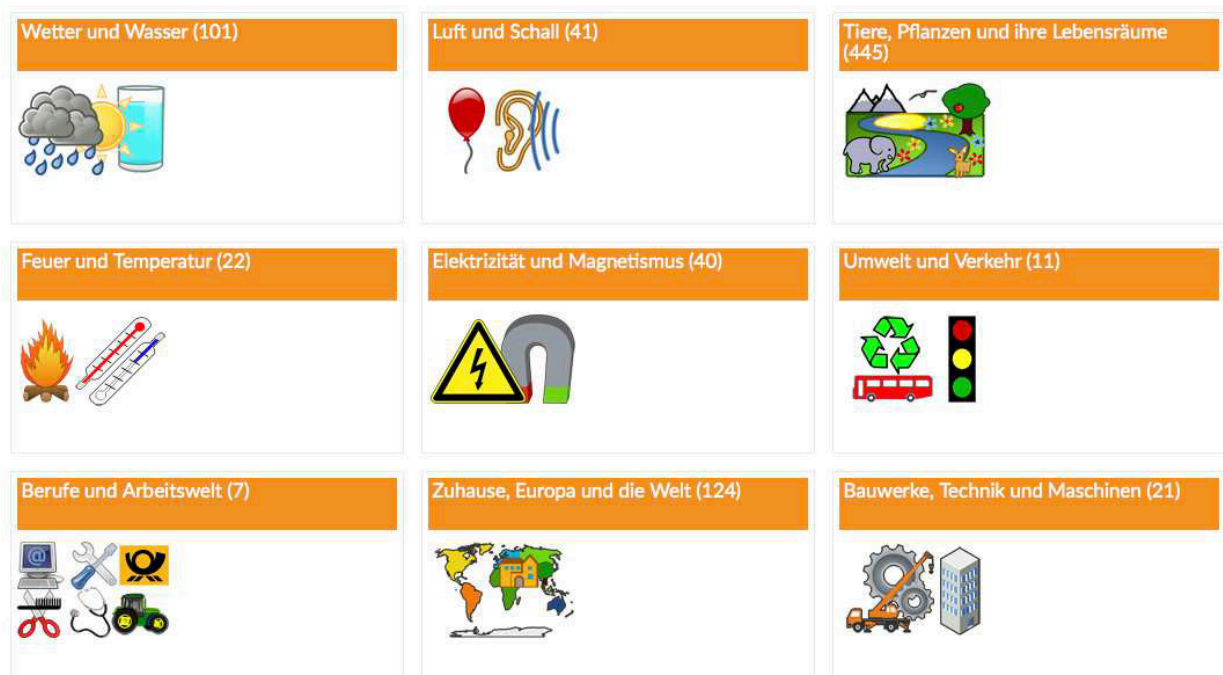 Wetter und Wasser (101)
Luft und Schall (41)
Tiere, Pflanzen und ihre Lebensräume
(445)
Feuer und Temperatur (22)
Elektrizität und Magnetismus (40)
Umwelt und Verkehr (11)
Berufe und Arbeitswelt (7)
Zuhause, Europa und die Welt (124)
Bauwerke, Technik und Maschinen (21)
@